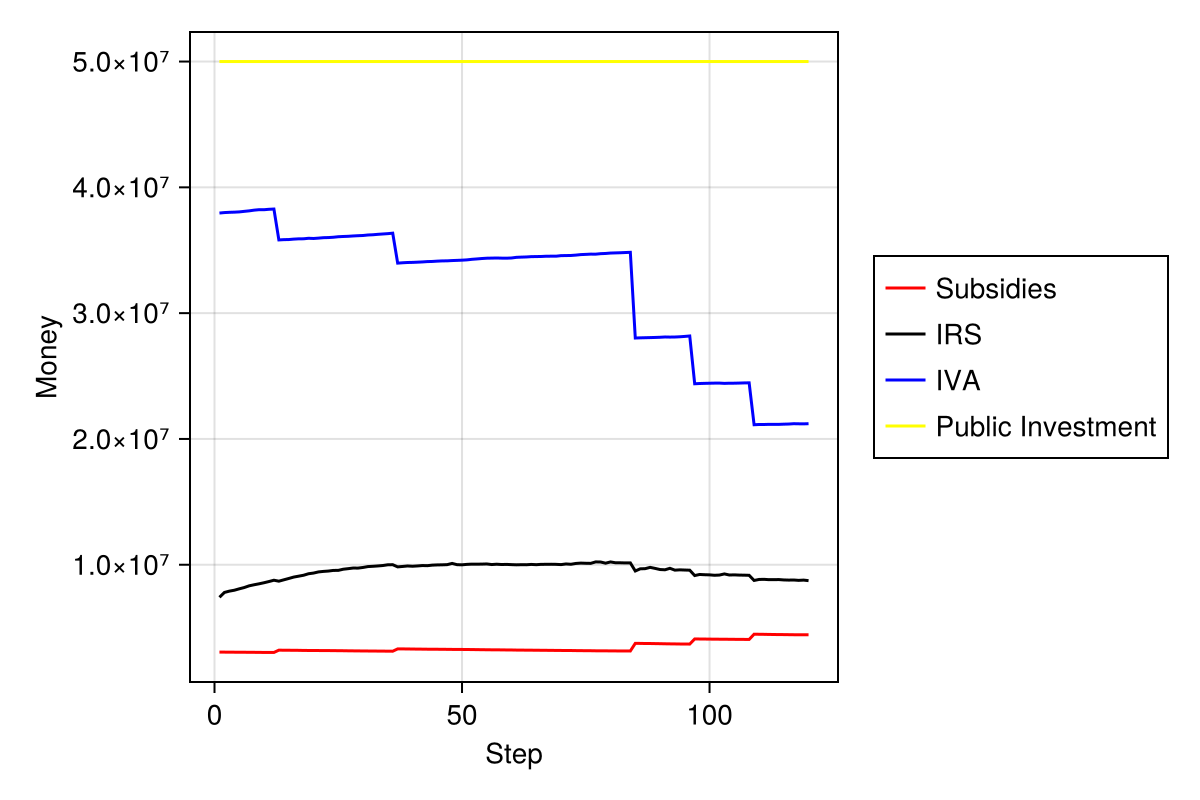 5.0×10⁷
4.0×10⁷
3.0×10⁷
2.0×10⁷
1.0×10⁷
Money
0 50 100
Step
Subsidies
IRS
IVA
Public Investment